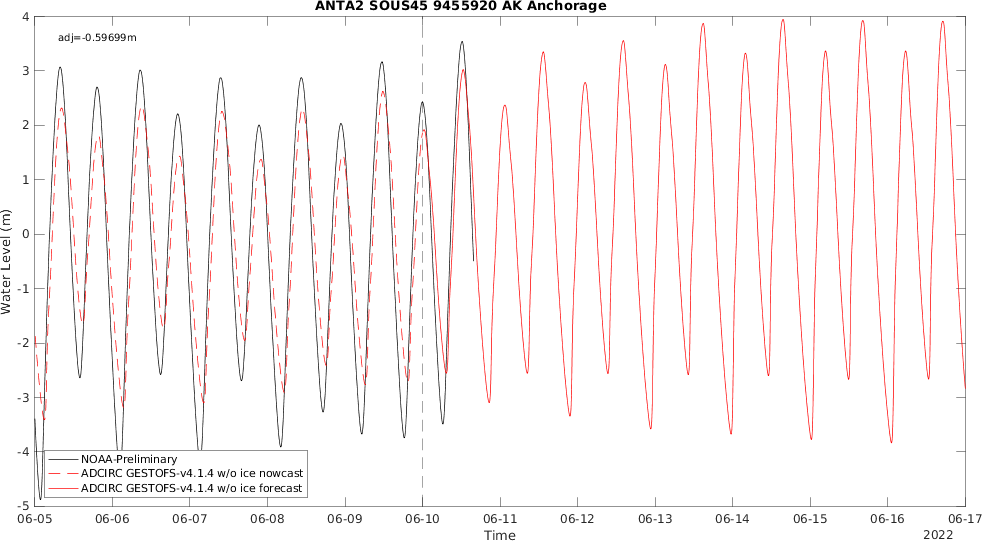 ANTA2 SOUS45 9455920 AK Anchorage
adj=-0.59699m
Water Level (m)
4
3
2
1
0
-1
-2
-3
-4
-5
NOAA-Preliminary
ADCIRC GESTOFS-v4.1.4 w/o ice nowcast
ADCIRC GESTOFS-v4.1.4 w/o ice forecast
06-05 06-06 06-07 06-08 06-09 06-10 06-11 06-12 06-13 06-14 06-15 06-16 06-17
Time
2022